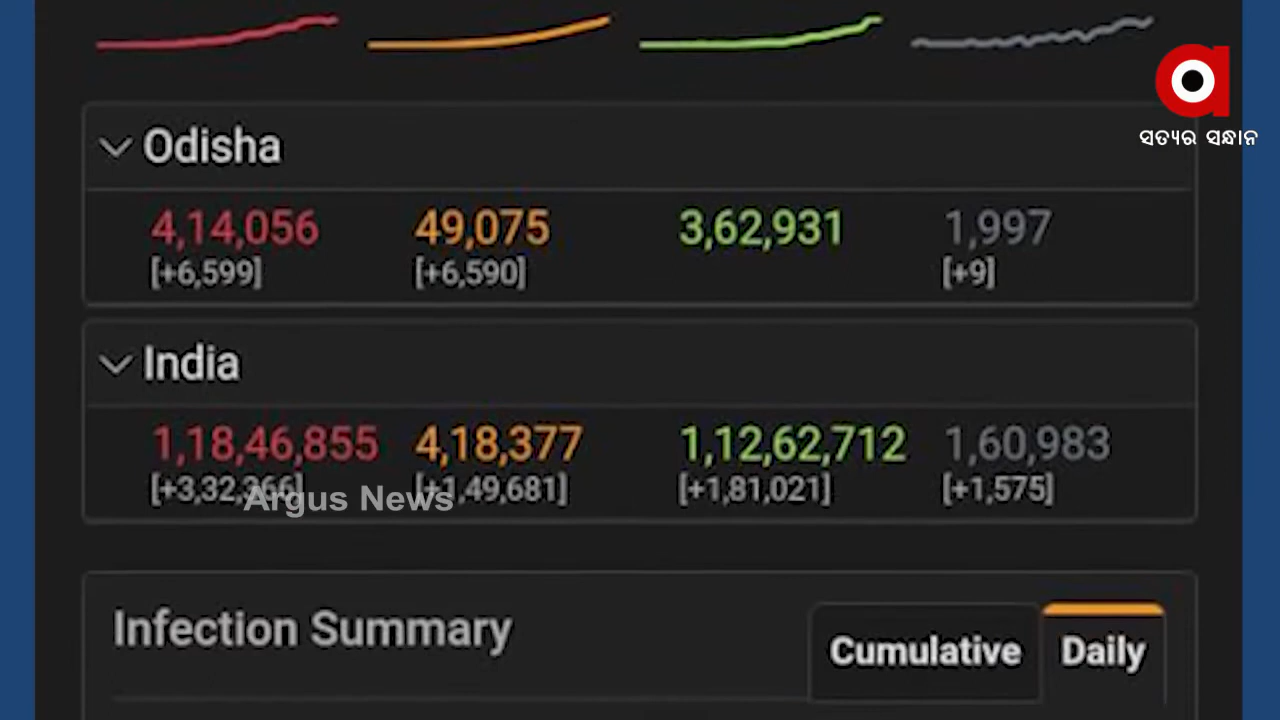 ସତ୍ୟର ସନ୍ଧାନ
Odisha
4,14,056 49,075 3,62,931 1,997
[+6,599] [+6,590] [+9]
India
1,18,46,855 4,18,377 1,12,62,712 1,60,983
[+3,32,366] [+1,49,681] [+1,81,021] [+1,575]
Argus News
Infection Summary
Cumulative Daily